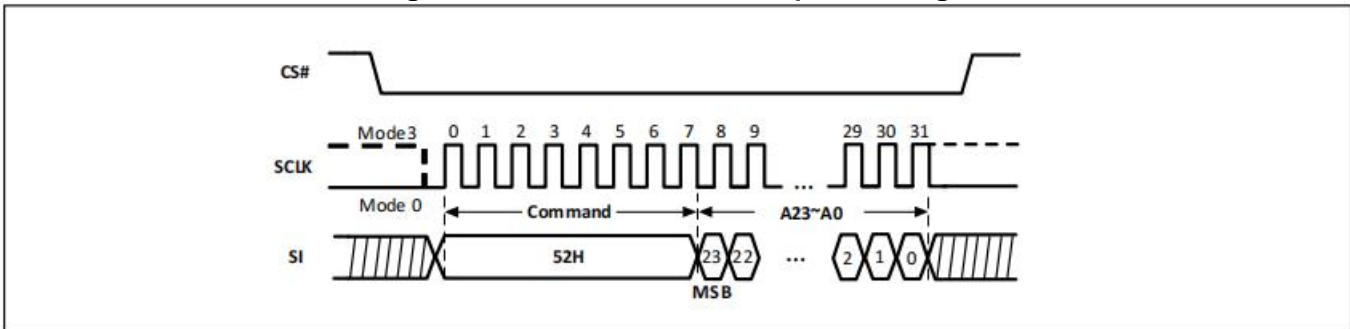 CS#
Mode3 0 1 2 3 4 5 6 7 8 9 29 30 31
SCLK
...
Mode 0
Command A23~A0
SI 52H 23 22 ... 2 1 0
MSB